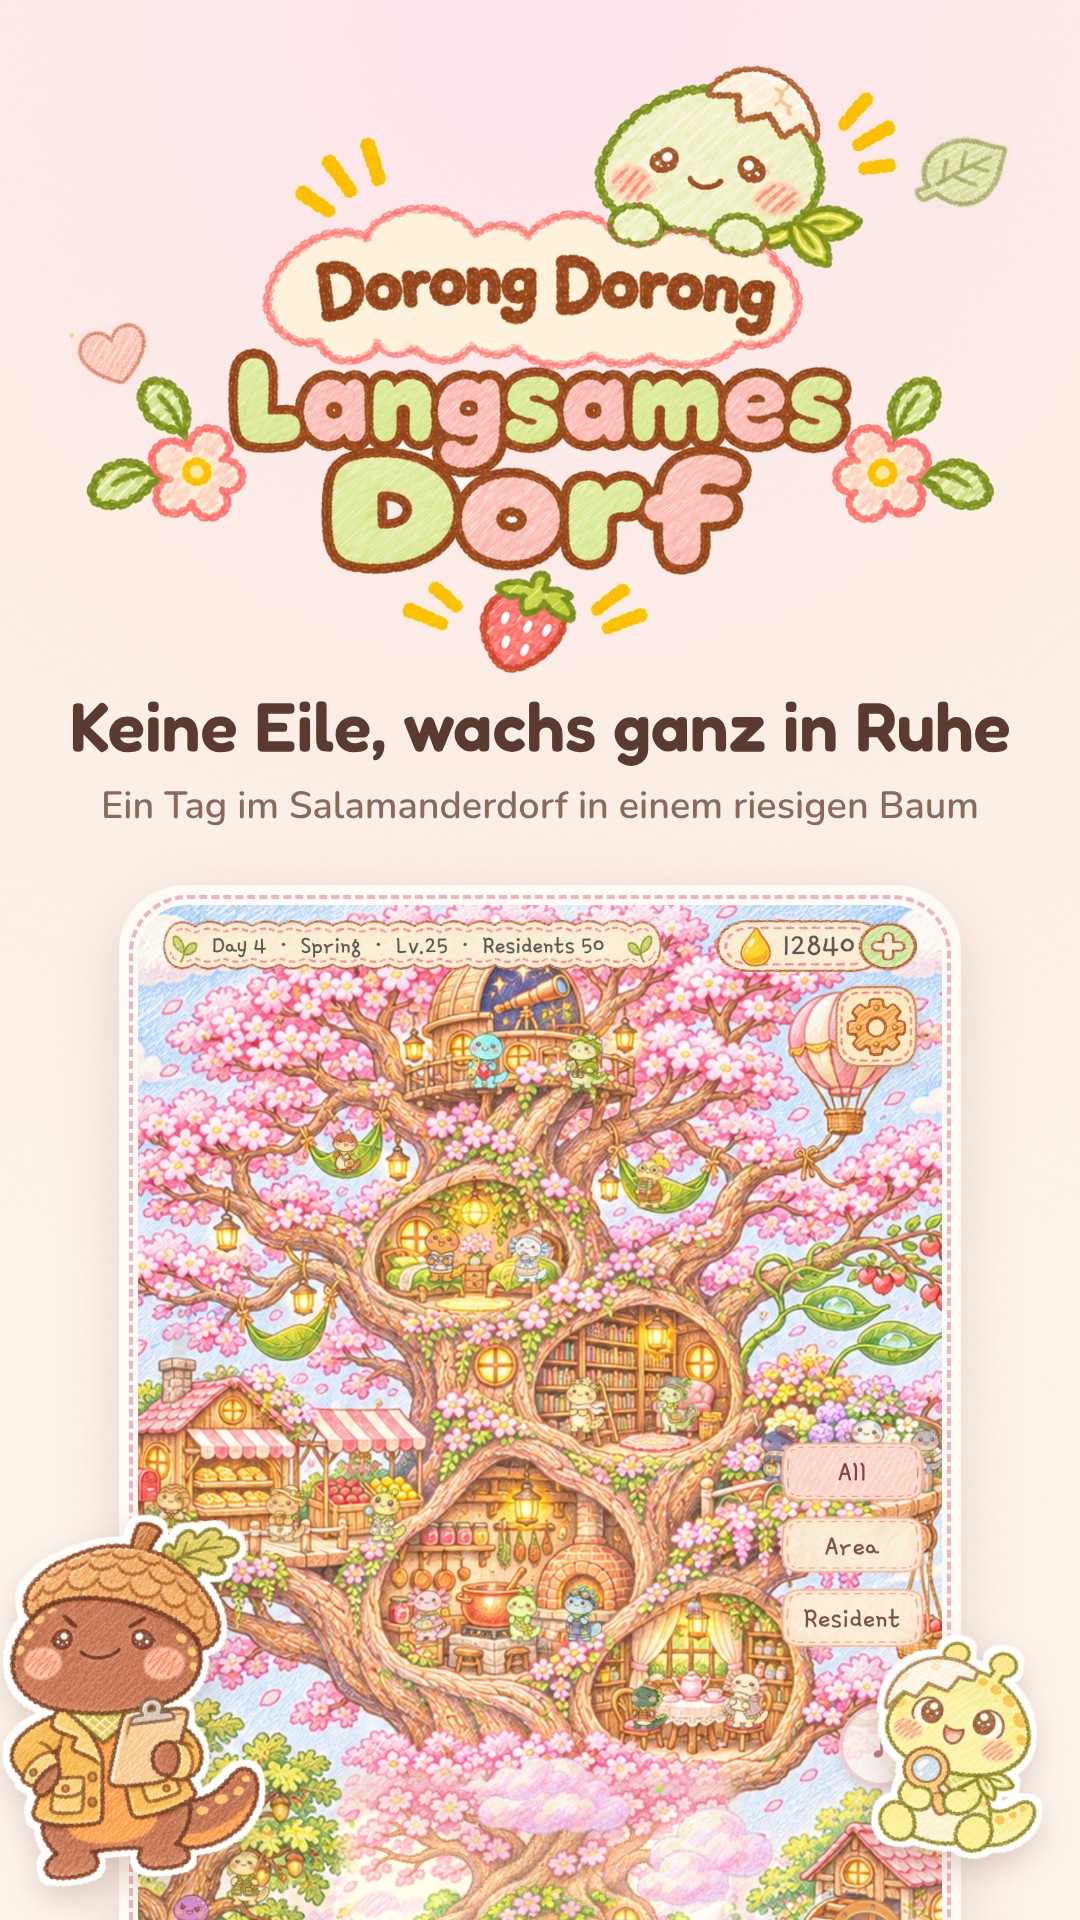 Dorong Dorong
Langsames
Dorf
Keine Eile, wachs ganz in Ruhe
Ein Tag im Salamanderdorf in einem riesigen Baum
Day 4 · Spring · Lv.25 · Residents 50
12840
All
Area
Resident